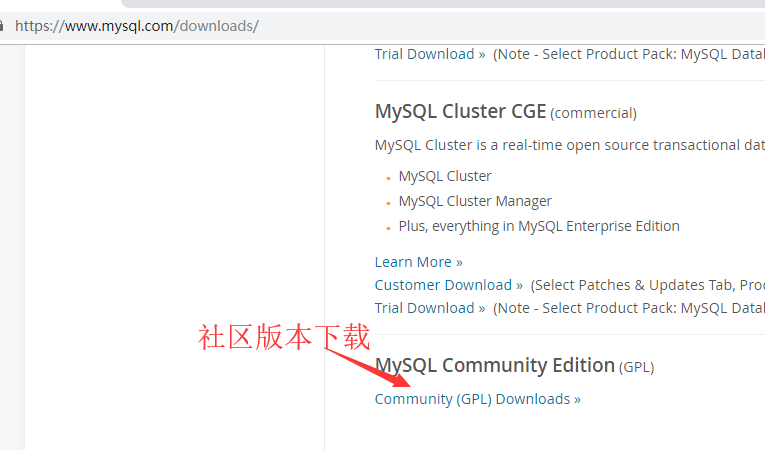 https://www.mysql.com/downloads/
Trial Download » (Note - Select Product Pack: MySQL Datab
MySQL Cluster CGE (commercial)
MySQL Cluster is a real-time open source transactional dat
MySQL Cluster
MySQL Cluster Manager
Plus, everything in MySQL Enterprise Edition
Learn More »
Customer Download » (Select Patches & Updates Tab, Prod
Trial Download » (Note - Select Product Pack: MySQL Datab
社区版本下载
MySQL Community Edition (GPL)
Community (GPL) Downloads »